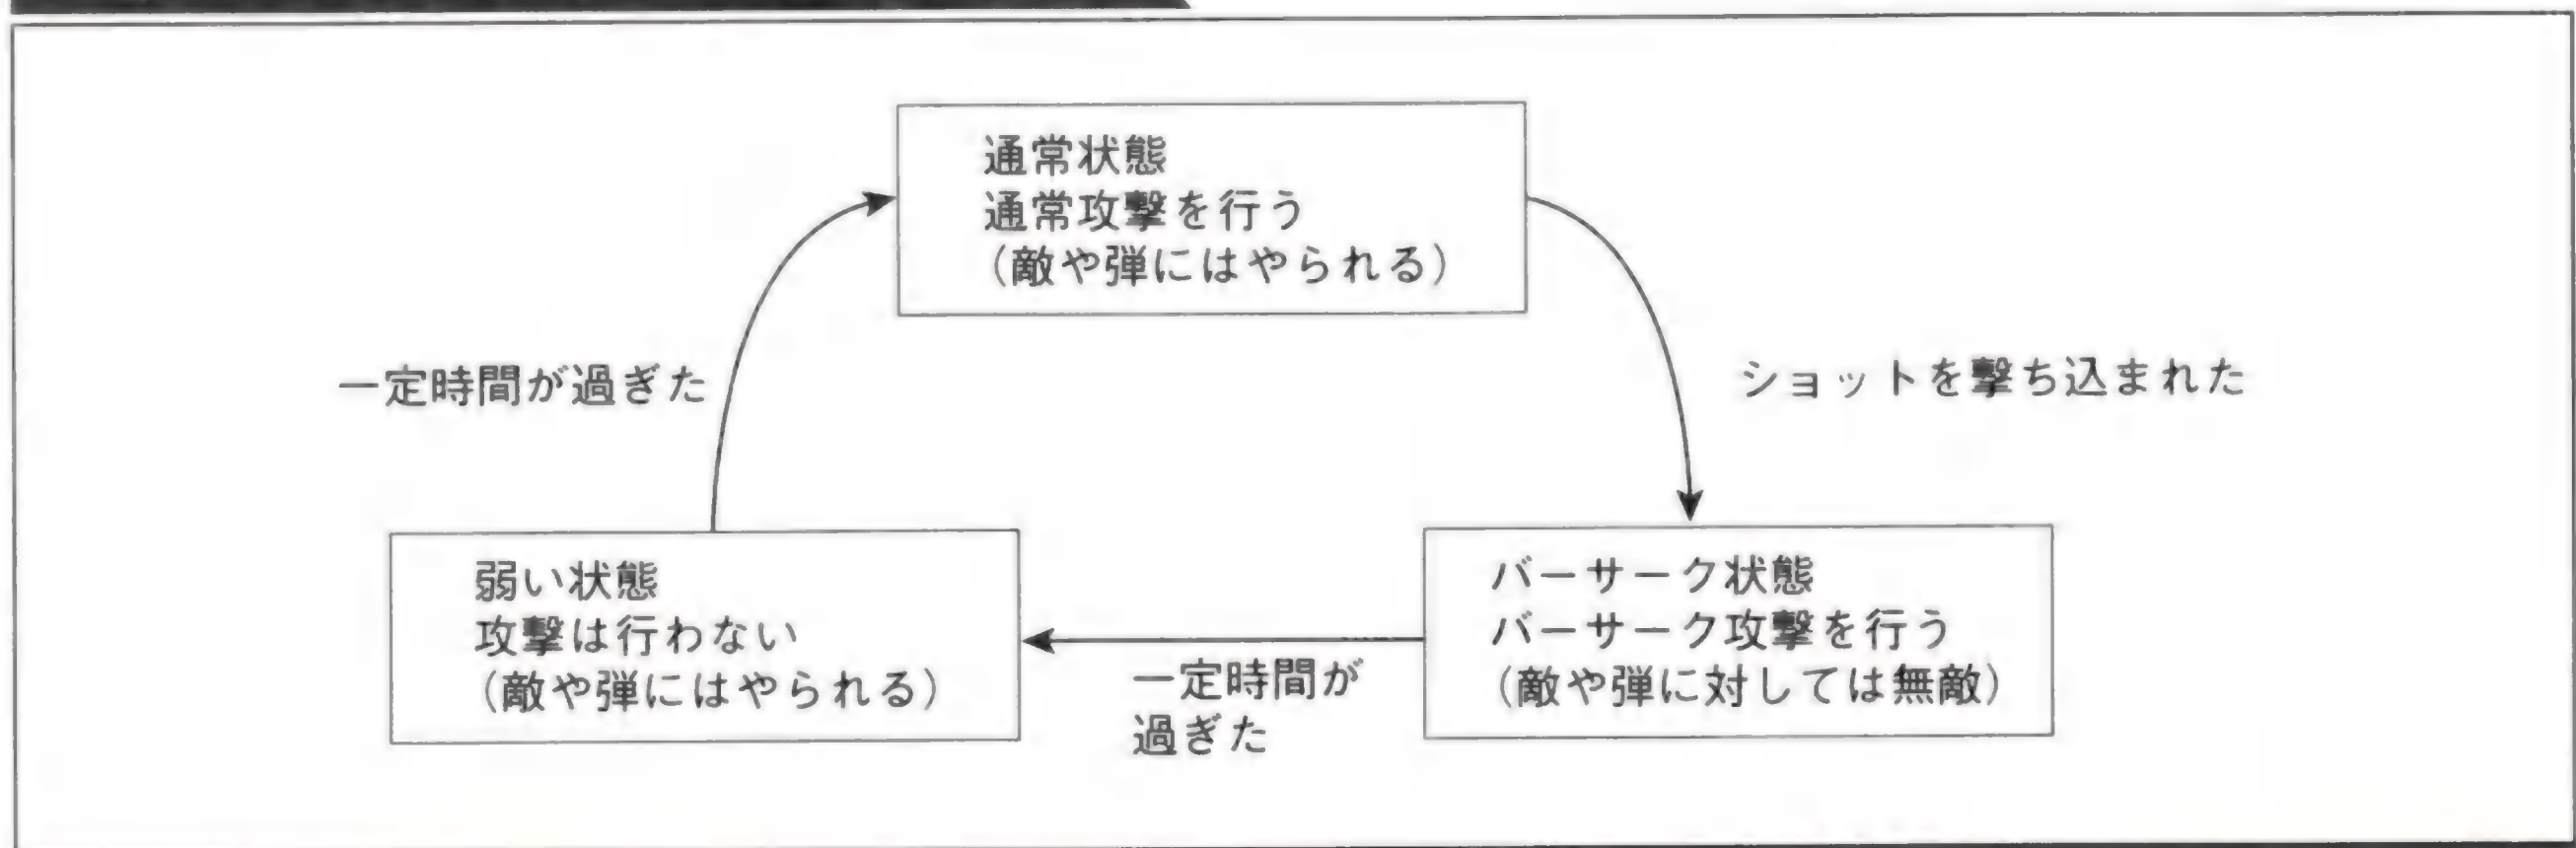 通常状態
通常攻撃を行う
（敵や弾にはやられる）
一定時間が過ぎた
ショットを撃ち込まれた
弱い状態
攻撃は行わない
（敵や弾にはやられる）
一定時間が
過ぎた
バーサーク状態
バーサーク攻撃を行う
（敵や弾に対しては無敵）